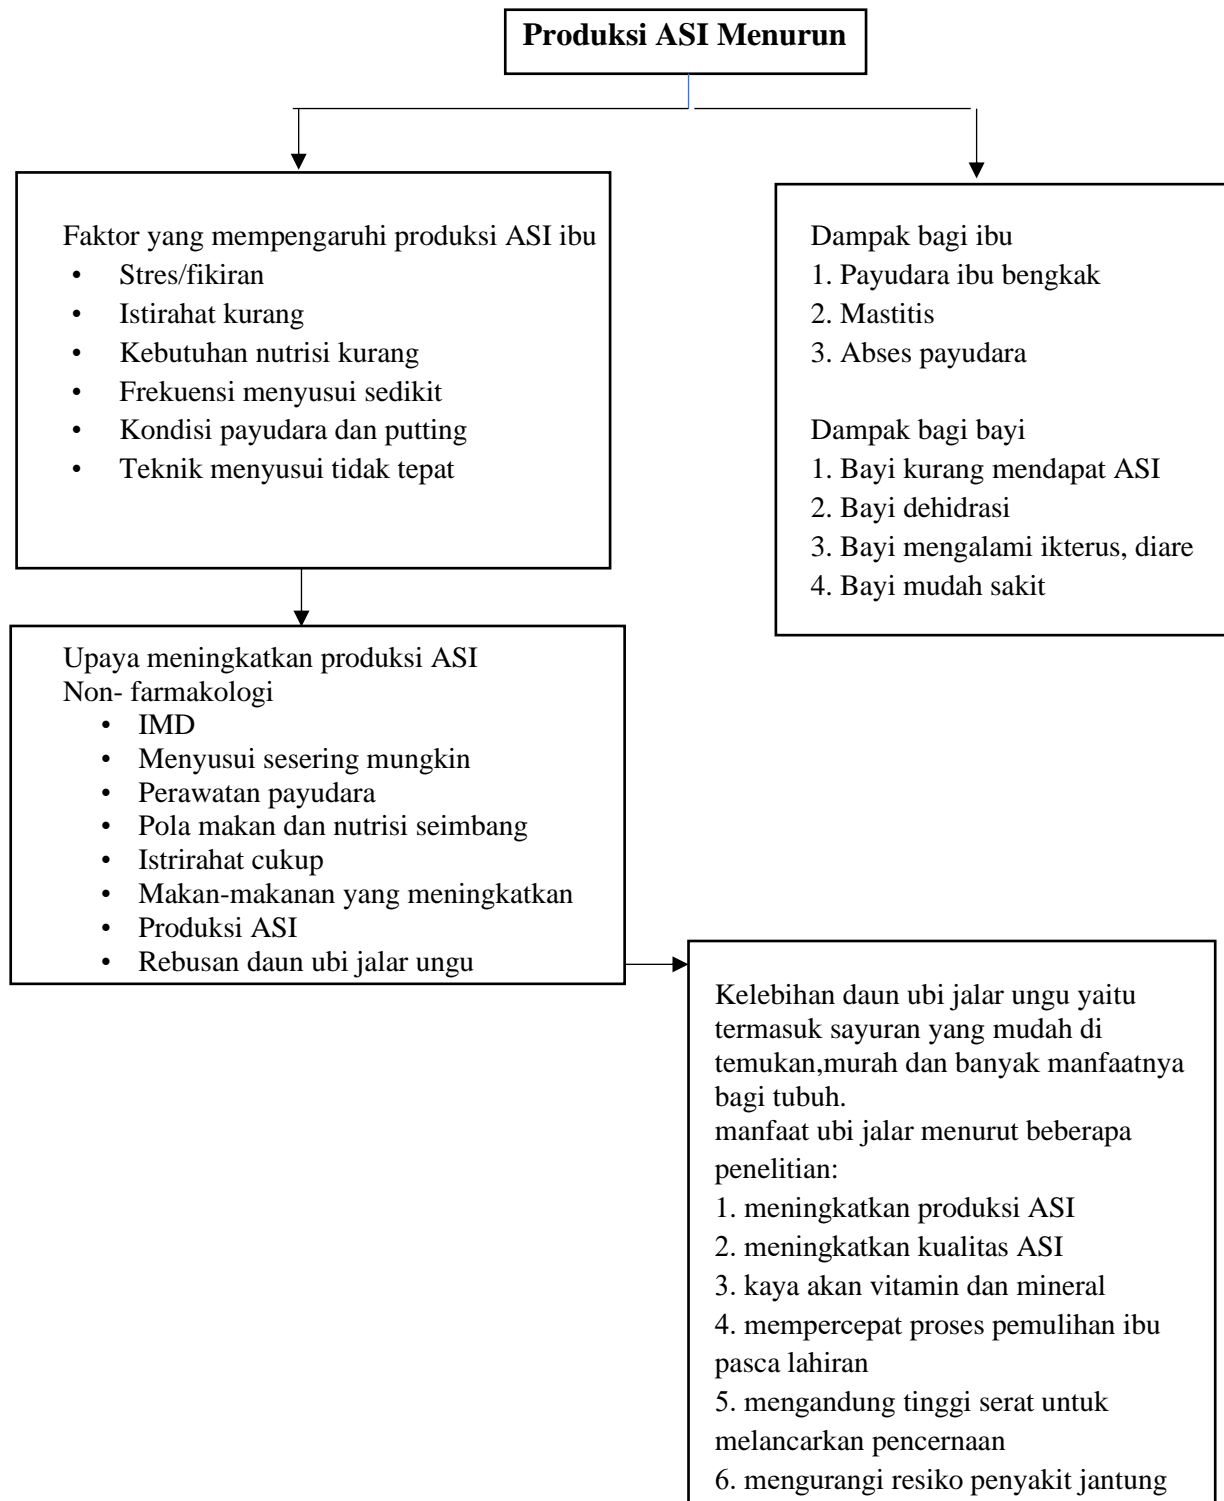 Produksi ASI Menurun
Faktor yang mempengaruhi produksi ASI ibu
• Stres/fikiran
• Istirahat kurang
• Kebutuhan nutrisi kurang
• Frekuensi menyusui sedikit
• Kondisi payudara dan putting
• Teknik menyusui tidak tepat
Dampak bagi ibu
1. Payudara ibu bengkak
2. Mastitis
3. Abses payudara
Dampak bagi bayi
1. Bayi kurang mendapat ASI
2. Bayi dehidrasi
3. Bayi mengalami ikterus, diare
4. Bayi mudah sakit
Upaya meningkatkan produksi ASI
Non- farmakologi
• IMD
• Menyusui sesering mungkin
• Perawatan payudara
• Pola makan dan nutrisi seimbang
• Istrirahat cukup
• Makan-makanan yang meningkatkan
• Produksi ASI
• Rebusan daun ubi jalar ungu
Kelebihan daun ubi jalar ungu yaitu
termasuk sayuran yang mudah di
temukan,murah dan banyak manfaatnya
bagi tubuh.
manfaat ubi jalar menurut beberapa
penelitian:
1. meningkatkan produksi ASI
2. meningkatkan kualitas ASI
3. kaya akan vitamin dan mineral
4. mempercepat proses pemulihan ibu
pasca lahiran
5. mengandung tinggi serat untuk
melancarkan pencernaan
6. mengurangi resiko penyakit jantung